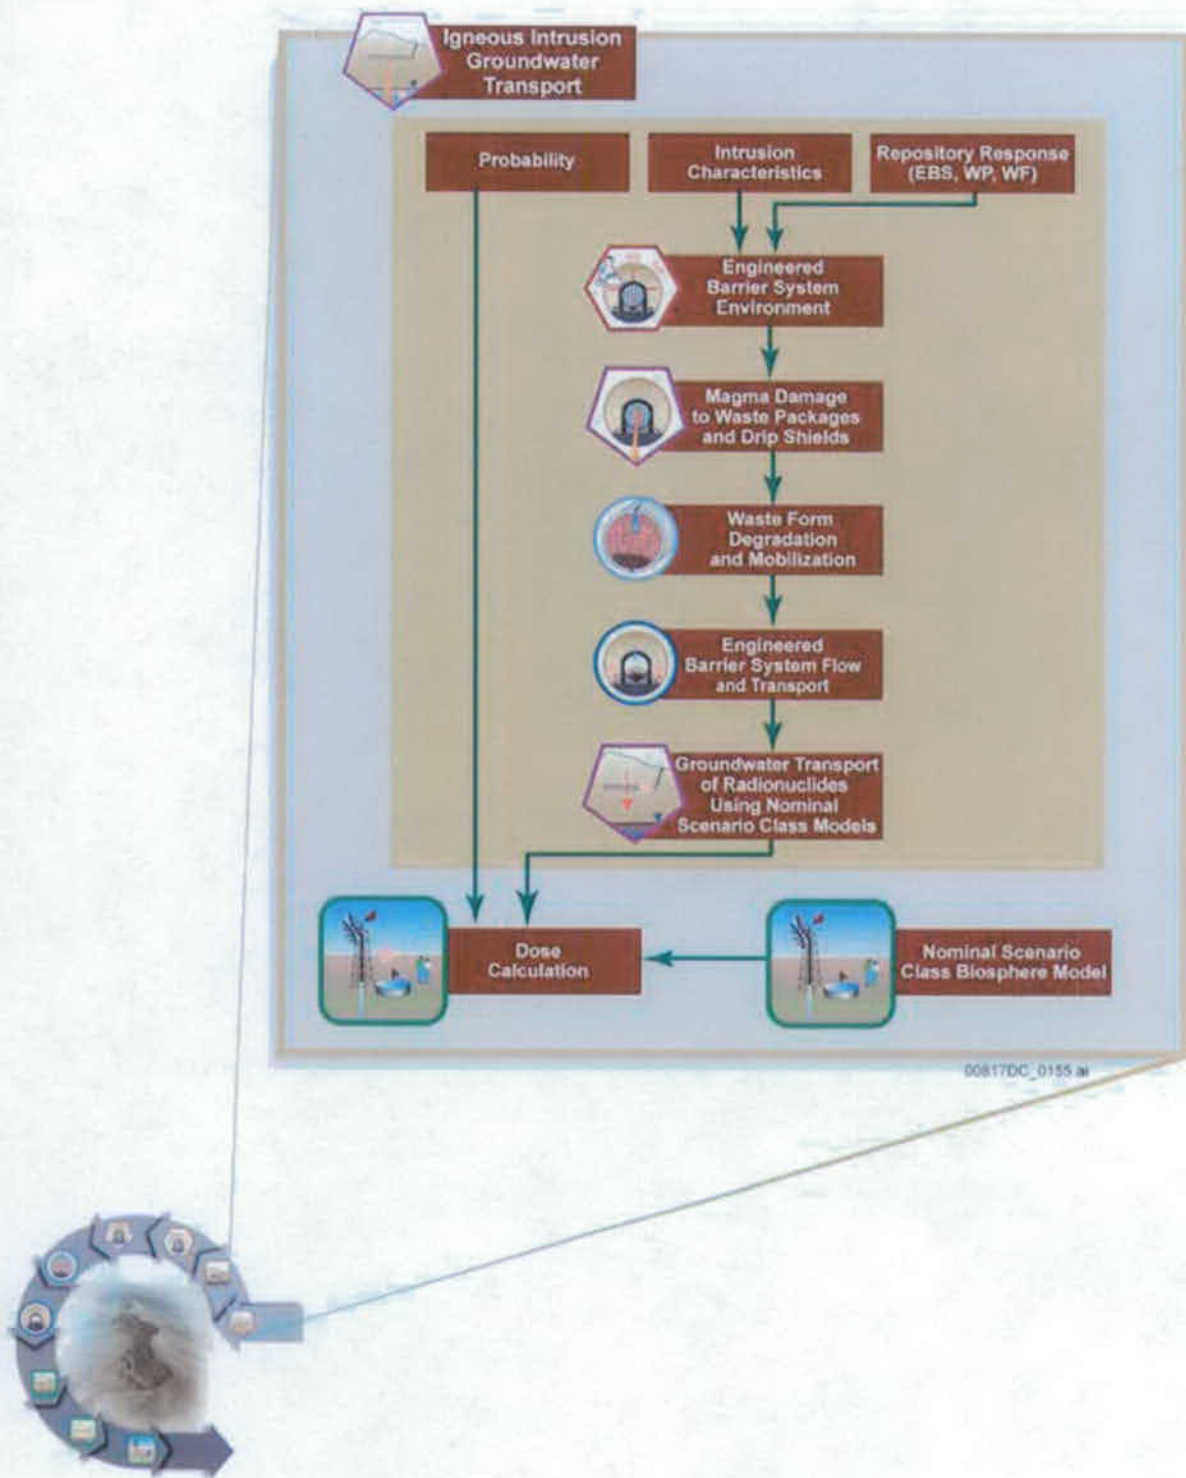 Igneous Intrusion
Groundwater
Transport
Probability
Intrusion
Characteristics
Repository Response
(EBS, WP, WF)
Engineered
Barrier System
Environment
Magma Damage
to Waste Packages
and Drip Shields
Waste Form
Degradation
and Mobilization
Engineered
Barrier System Flow
and Transport
Groundwater Transport
of Radionuclides
Using Nominal
Scenario Class Models
Dose
Calculation
Nominal Scenario
Class Biosphere Model
00817DC_0155.ai